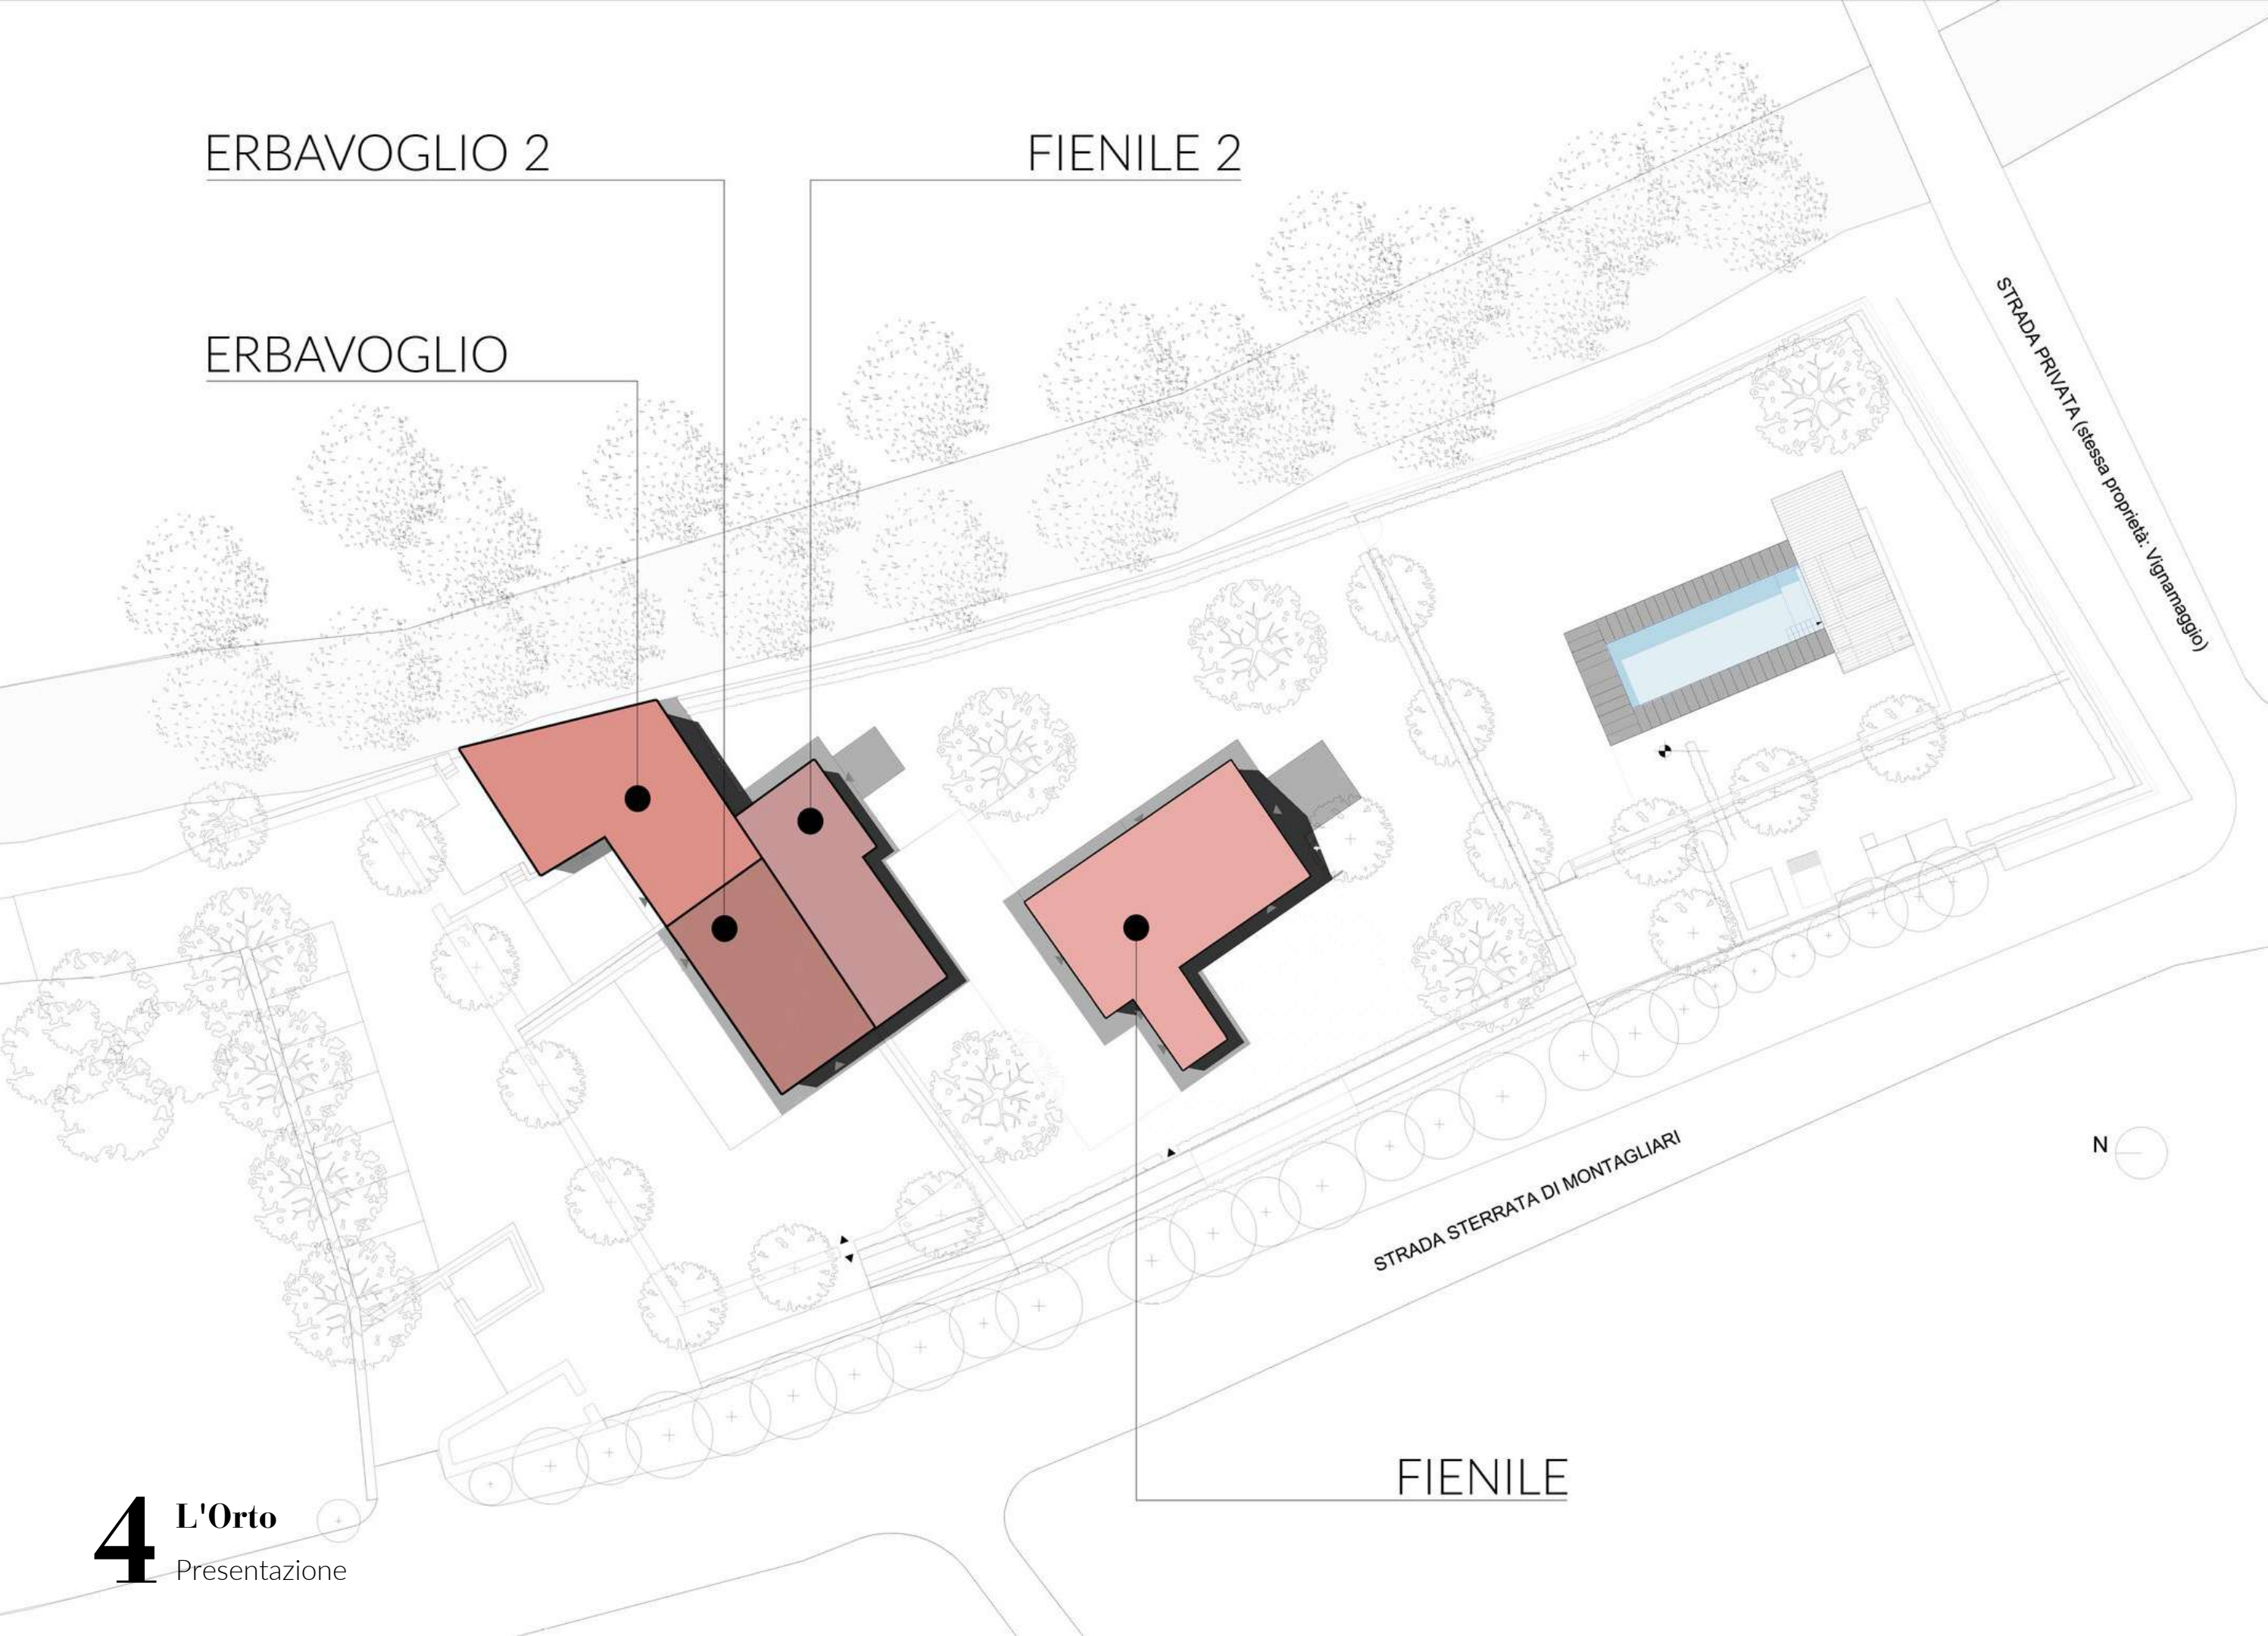 ERBAVOGLIO 2
FIENILE 2
ERBAVOGLIO
STRADA PRIVATA (stessa proprietà: Vignamaggio)
N
STRADA STERRATA DI MONTAGLIARI
FIENILE
4
L'Orto
Presentazione